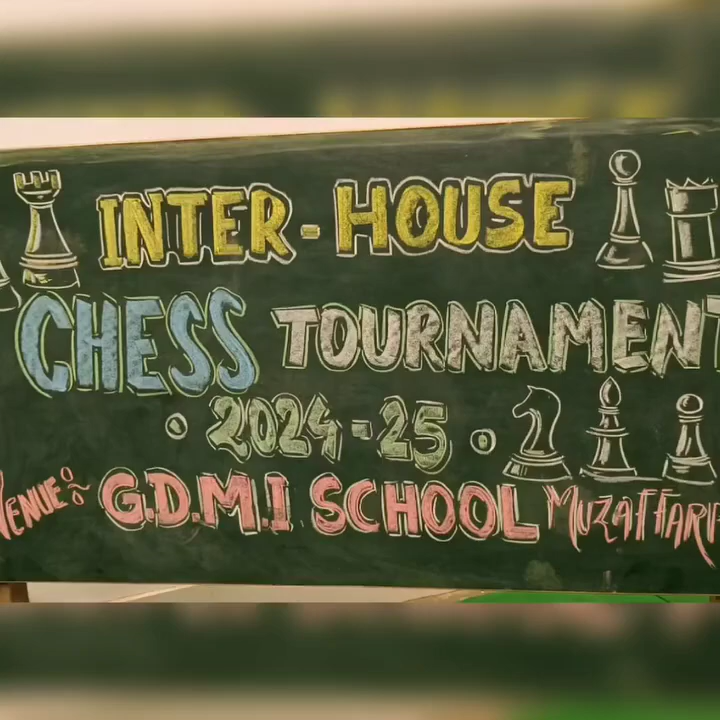 INTER-HOUSE
CHESS TOURNAMENT
• 2024-25 •
VENUE:~ G.D.M.I SCHOOL